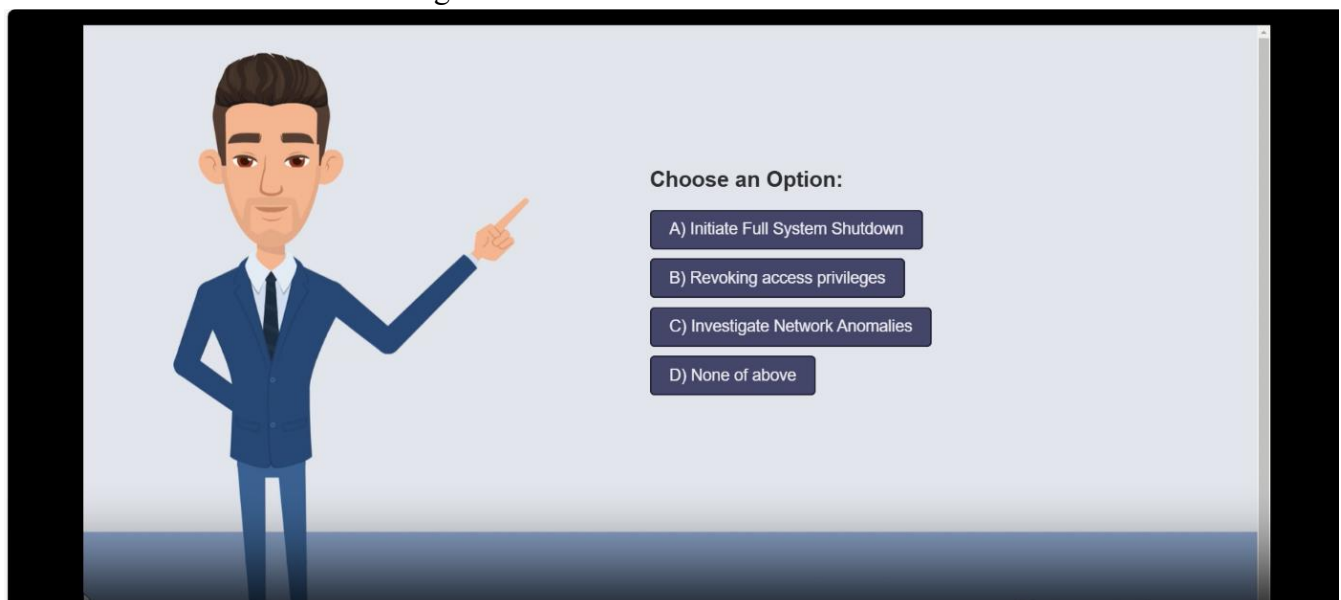 Choose an Option:
A) Initiate Full System Shutdown
B) Revoking access privileges
C) Investigate Network Anomalies
D) None of above